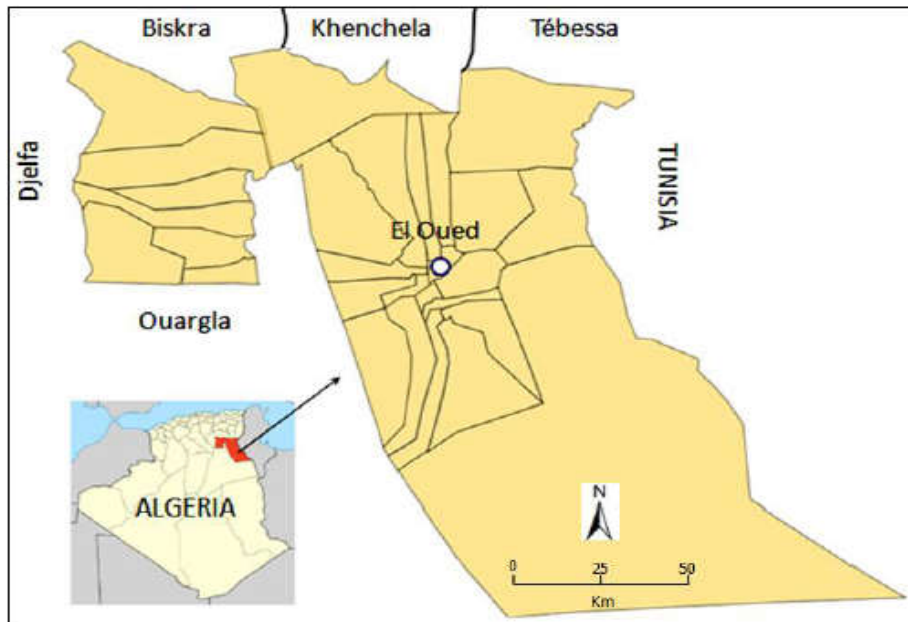 Biskra Khenchela Tébessa
Djelfa
TUNISIA
El Oued
Ouargla
ALGERIA
N
0 25 50
Km